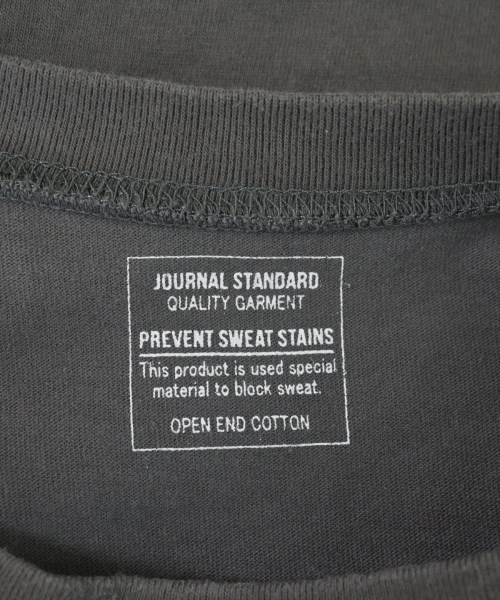 JOURNAL STANDARD
QUALITY GARMENT
PREVENT SWEAT STAINS
This product is used special
material to block sweat.
OPEN END COTTON